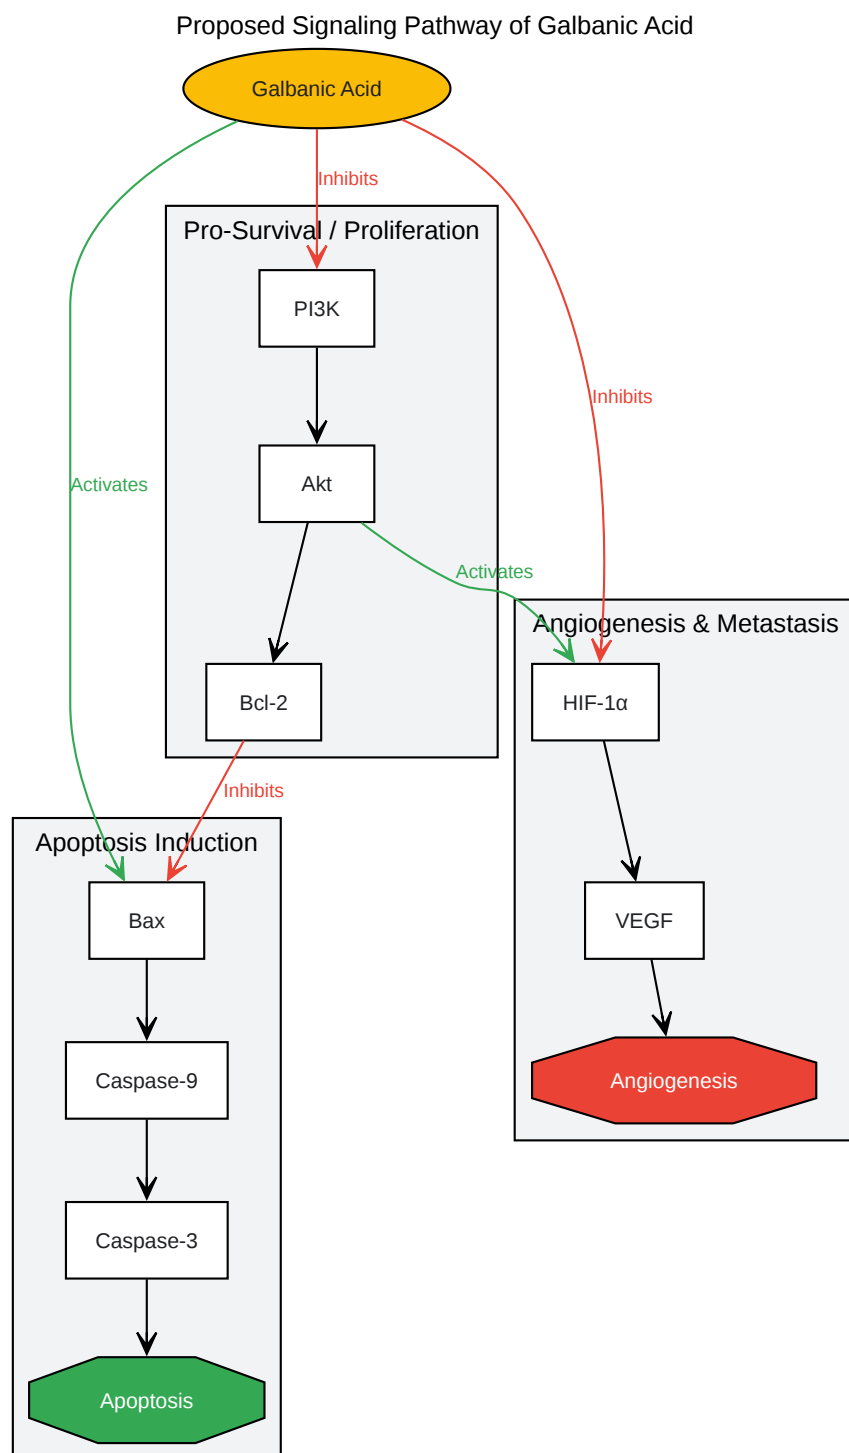 Proposed Signaling Pathway of Galbanic Acid
Galbanic Acid
Inhibits
Pro-Survival / Proliferation
PI3K
Inhibits
Akt
Activates
Activates
Angiogenesis & Metastasis
Bcl-2
HIF-1α
Inhibits
Apoptosis Induction
Bax
VEGF
Caspase-9
Angiogenesis
Caspase-3
Apoptosis